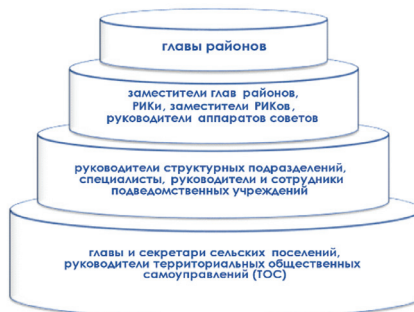 главы районов
заместители глав районов,
РИКи, заместители РИКов,
руководители аппаратов советов
руководители структурных подразделений,
специалисты, руководители и сотрудники
подведомственных учреждений
главы и секретари сельских поселений,
руководители территориальных общественных
самоуправлений (ТОС)